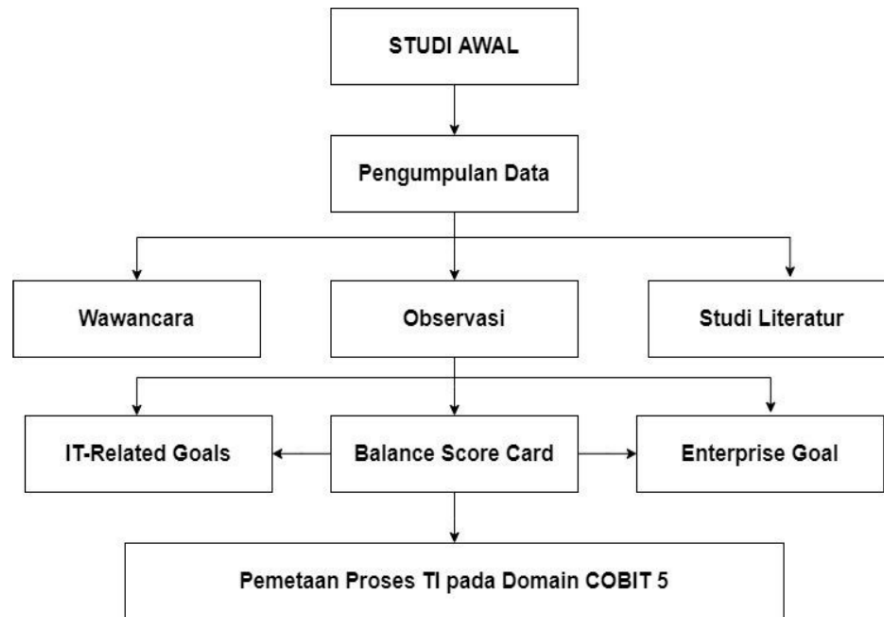 STUDI AWAL
Pengumpulan Data
Wawancara
Observasi
Studi Literatur
IT-Related Goals
Balance Score Card
Enterprise Goal
Pemetaan Proses TI pada Domain COBIT 5